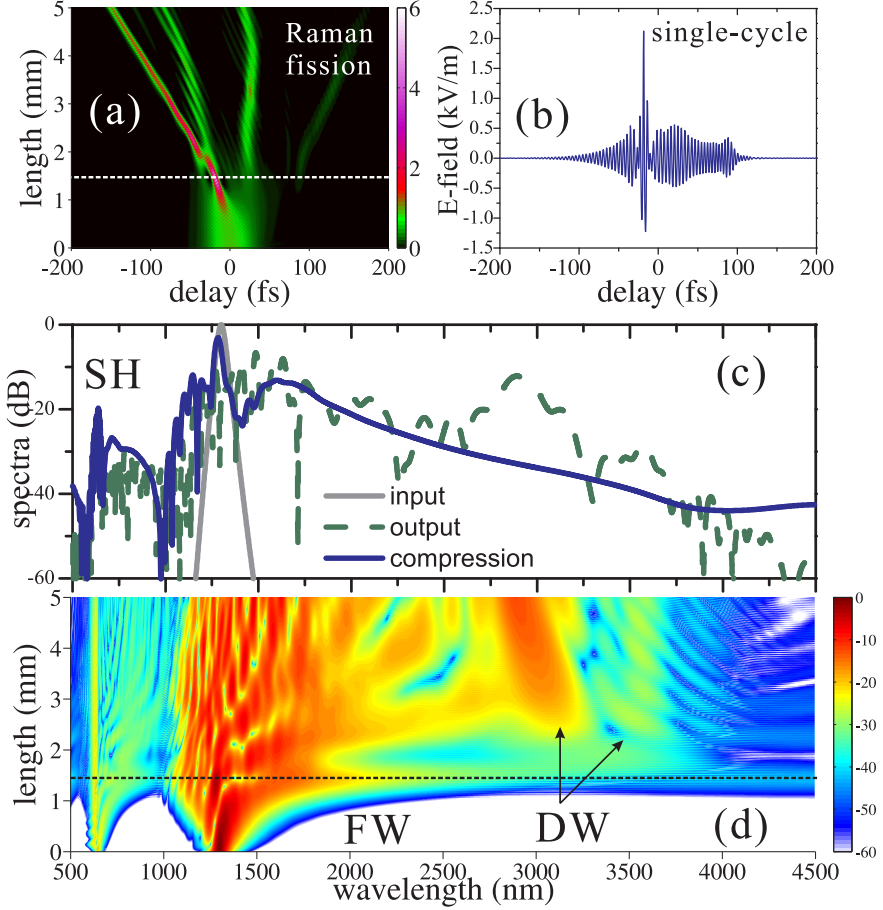 5
4
3
2
1
0
length (mm)
(a)
Raman
fission
6
4
2
0
-200
-100
0
100
200
delay (fs)
2.5
2.0
1.5
1.0
0.5
0.0
-0.5
-1.0
-1.5
E-field (kV/m)
(b)
single-cycle
-200
-100
0
100
200
delay (fs)
0
-20
-40
-60
spectra (dB)
SH
(c)
input
output
compression
5
4
3
2
1
0
length (mm)
FW
DW
(d)
0
-10
-20
-30
-40
-50
-60
500
1000
1500
2000
2500
3000
3500
4000
4500
wavelength (nm)